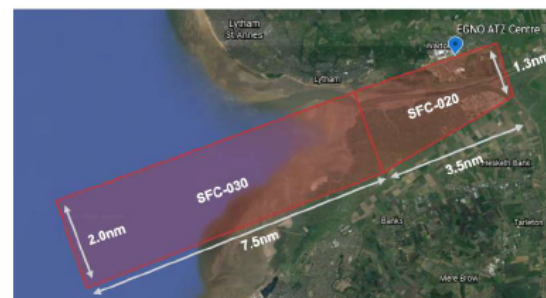 Lytham
St Annes
EGNO ATZ Centre
Warton
Lytham
1.3nm
SFC-020
3.5nm
Hesketh Bank
SFC-030
2.0nm
7.5nm
Banks
Tarleton
Mere Brow